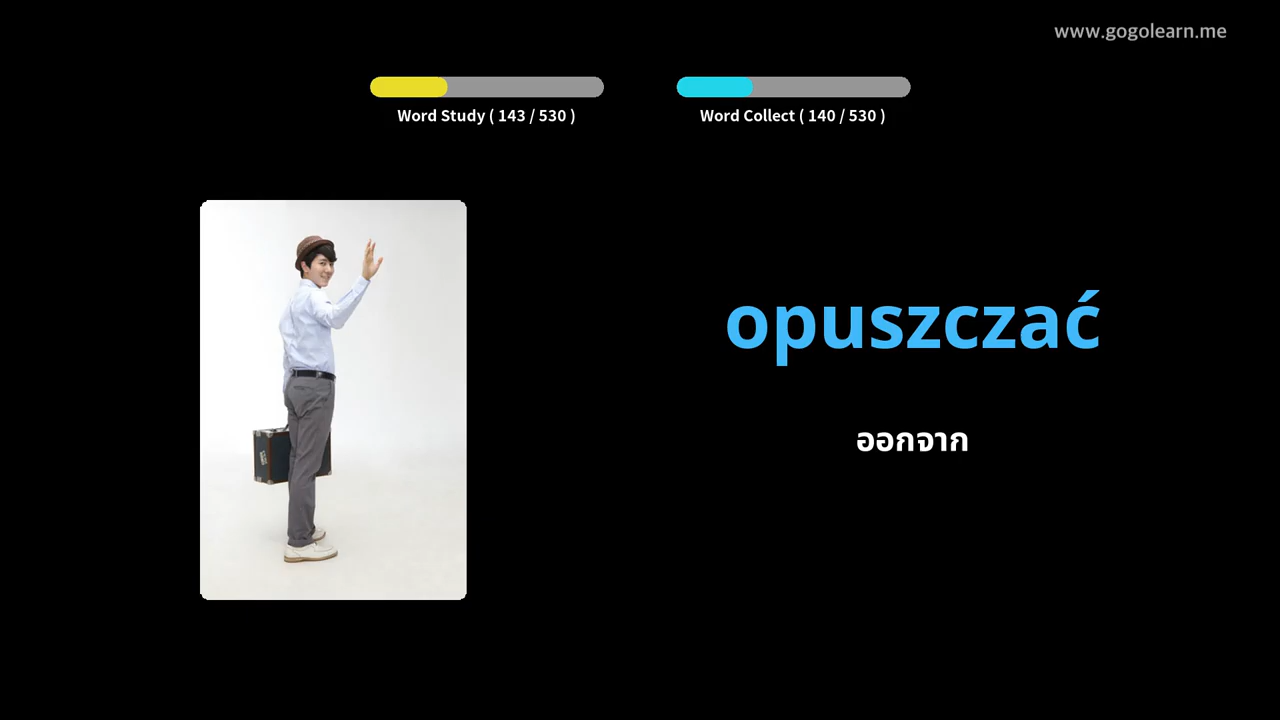 www.gogolearn.me
Word Study ( 143 / 530 )
Word Collect ( 140 / 530 )
opuszczać
ออกจาก